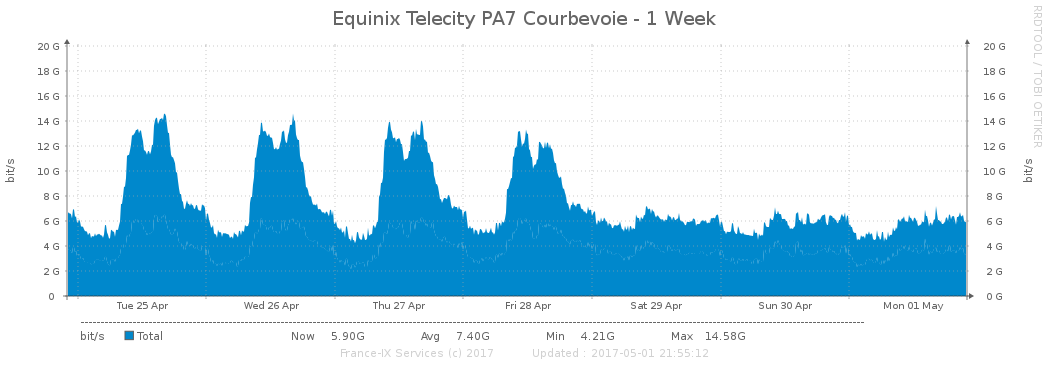 Equinix Telecity PA7 Courbevoie - 1 Week
RRDTOOL / TOBI OETIKER
bit/s
20 G
18 G
16 G
14 G
12 G
10 G
8 G
6 G
4 G
2 G
0
20 G
18 G
16 G
14 G
12 G
10 G
8 G
6 G
4 G
2 G
0 G
bit/s
Tue 25 Apr Wed 26 Apr Thu 27 Apr Fri 28 Apr Sat 29 Apr Sun 30 Apr Mon 01 May
bit/s Total Now 5.90G Avg 7.40G Min 4.21G Max 14.58G
France-IX Services (c) 2017 Updated : 2017-05-01 21:55:12